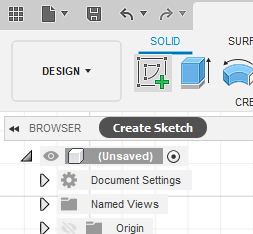 SOLID SURF
DESIGN
CRE
BROWSER Create Sketch
(Unsaved)
Document Settings
Named Views
Origin